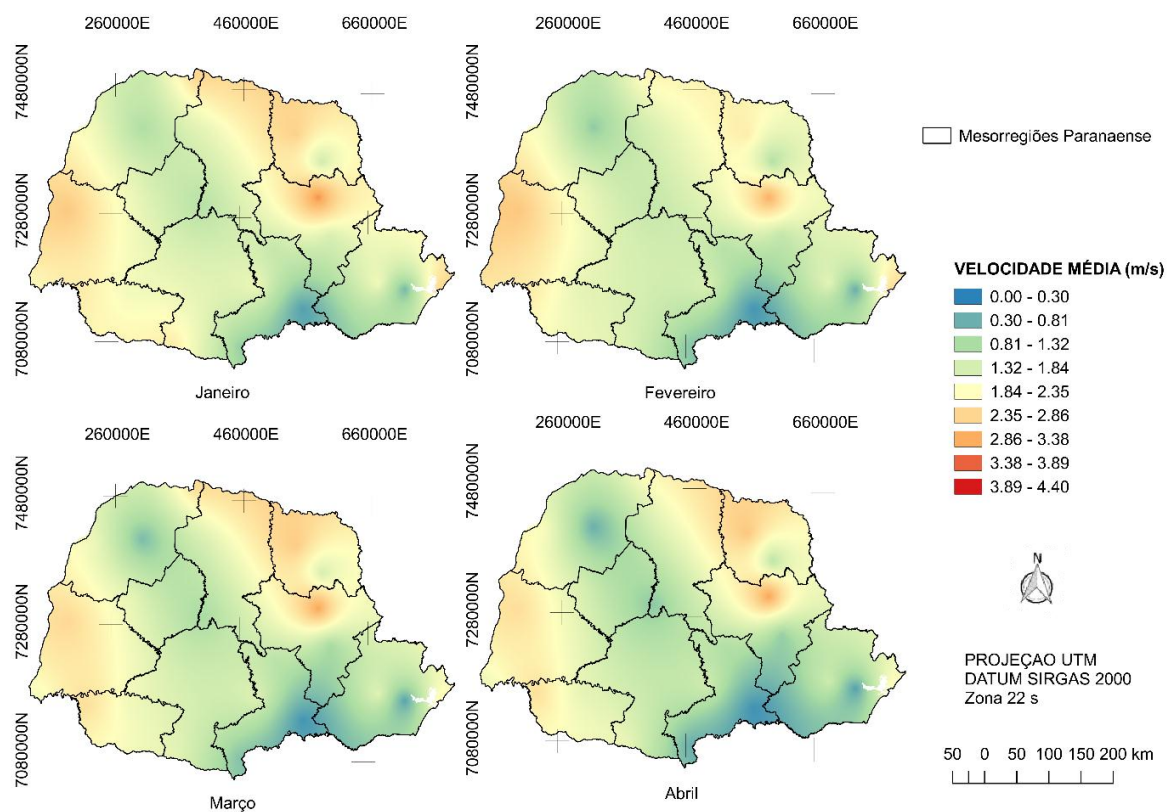 260000E 460000E 660000E
260000E 460000E 660000E
7480000N
7280000N
7080000N
7480000N
7280000N
7080000N
Janeiro
Fevereiro
260000E 460000E 660000E
260000E 460000E 660000E
7480000N
7280000N
7080000N
7480000N
7280000N
7080000N
Março
Abril
Mesorregiões Paranaense
VELOCIDADE MÉDIA (m/s)
0.00 - 0.30
0.30 - 0.81
0.81 - 1.32
1.32 - 1.84
1.84 - 2.35
2.35 - 2.86
2.86 - 3.38
3.38 - 3.89
3.89 - 4.40
N
PROJEÇAO UTM
DATUM SIRGAS 2000
Zona 22 s
50 0 50 100 150 200 km